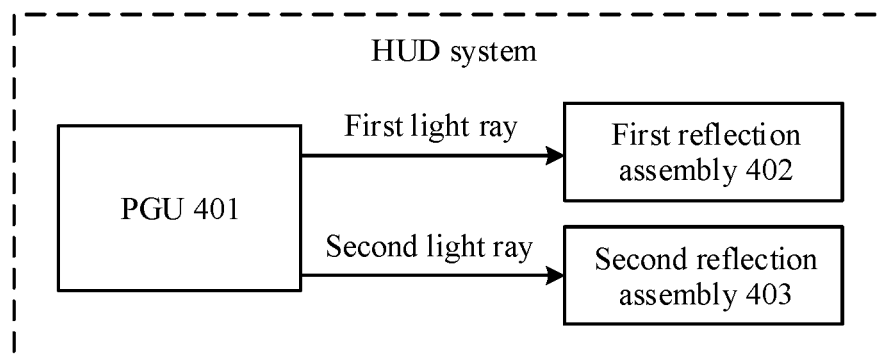 HUD system
First light ray
PGU 401
First reflection
assembly 402
Second light ray
Second reflection
assembly 403